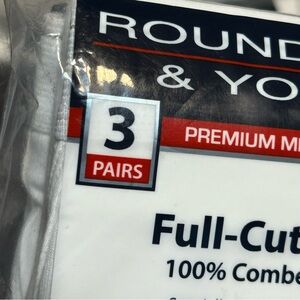 ROUND
& YO
3
PAIRS
PREMIUM M
Full-Cut
100% Combe